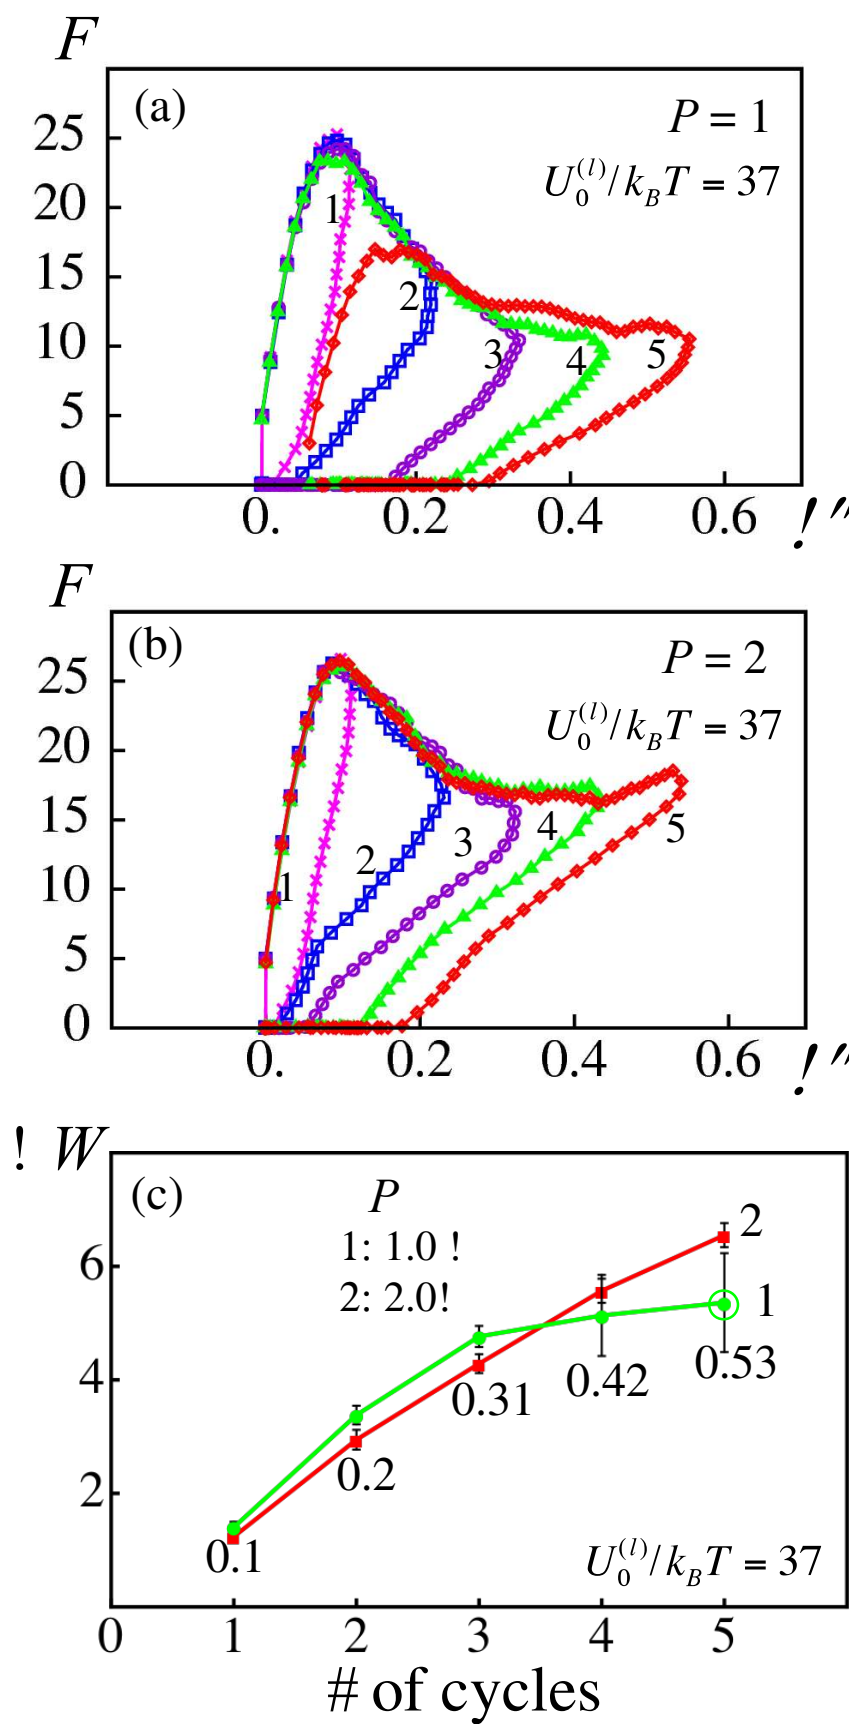 F
(a)
P = 1
U₀⁽ˡ⁾/k_BT = 37
25
20
15
10
5
0
1
2
3
4
5
0.
0.2
0.4
0.6
!″
F
(b)
P = 2
U₀⁽ˡ⁾/k_BT = 37
25
20
15
10
5
0
1
2
3
4
5
0.
0.2
0.4
0.6
!″
! W
(c)
P
1: 1.0 !
2: 2.0!
6
4
2
2
1
0.1
0.2
0.31
0.42
0.53
U₀⁽ˡ⁾/k_BT = 37
0 1 2 3 4 5
# of cycles